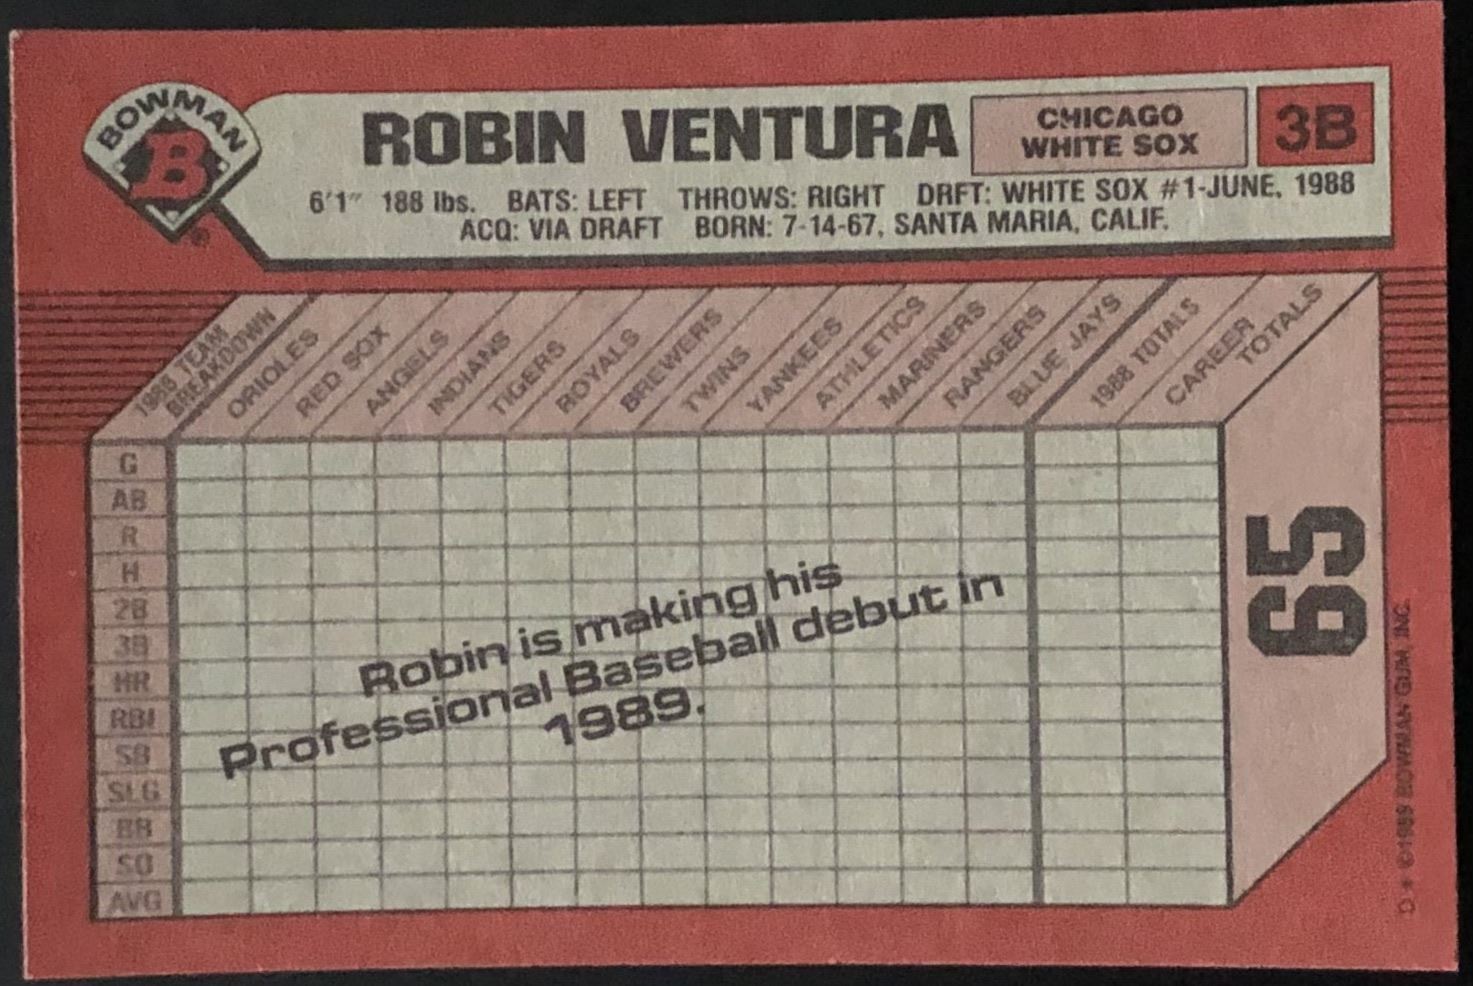 BOWMAN
B
®
ROBIN VENTURA
CHICAGO
WHITE SOX
3B
6'1" 188 lbs. BATS: LEFT THROWS: RIGHT DRFT: WHITE SOX #1-JUNE, 1988
ACQ: VIA DRAFT BORN: 7-14-67, SANTA MARIA, CALIF.
1988 TEAM
BREAKDOWN
ORIOLES
RED SOX
ANGELS
INDIANS
TIGERS
ROYALS
BREWERS
TWINS
YANKEES
ATHLETICS
MARINERS
RANGERS
BLUE JAYS
1988 TOTALS
CAREER
TOTALS
G
AB
R
H
2B
3B
HR
RBI
SB
SLG
BB
SO
AVG
Robin is making his
Professional Baseball debut in
1989.
65
D * ©1989 BOWMAN GUM, INC.